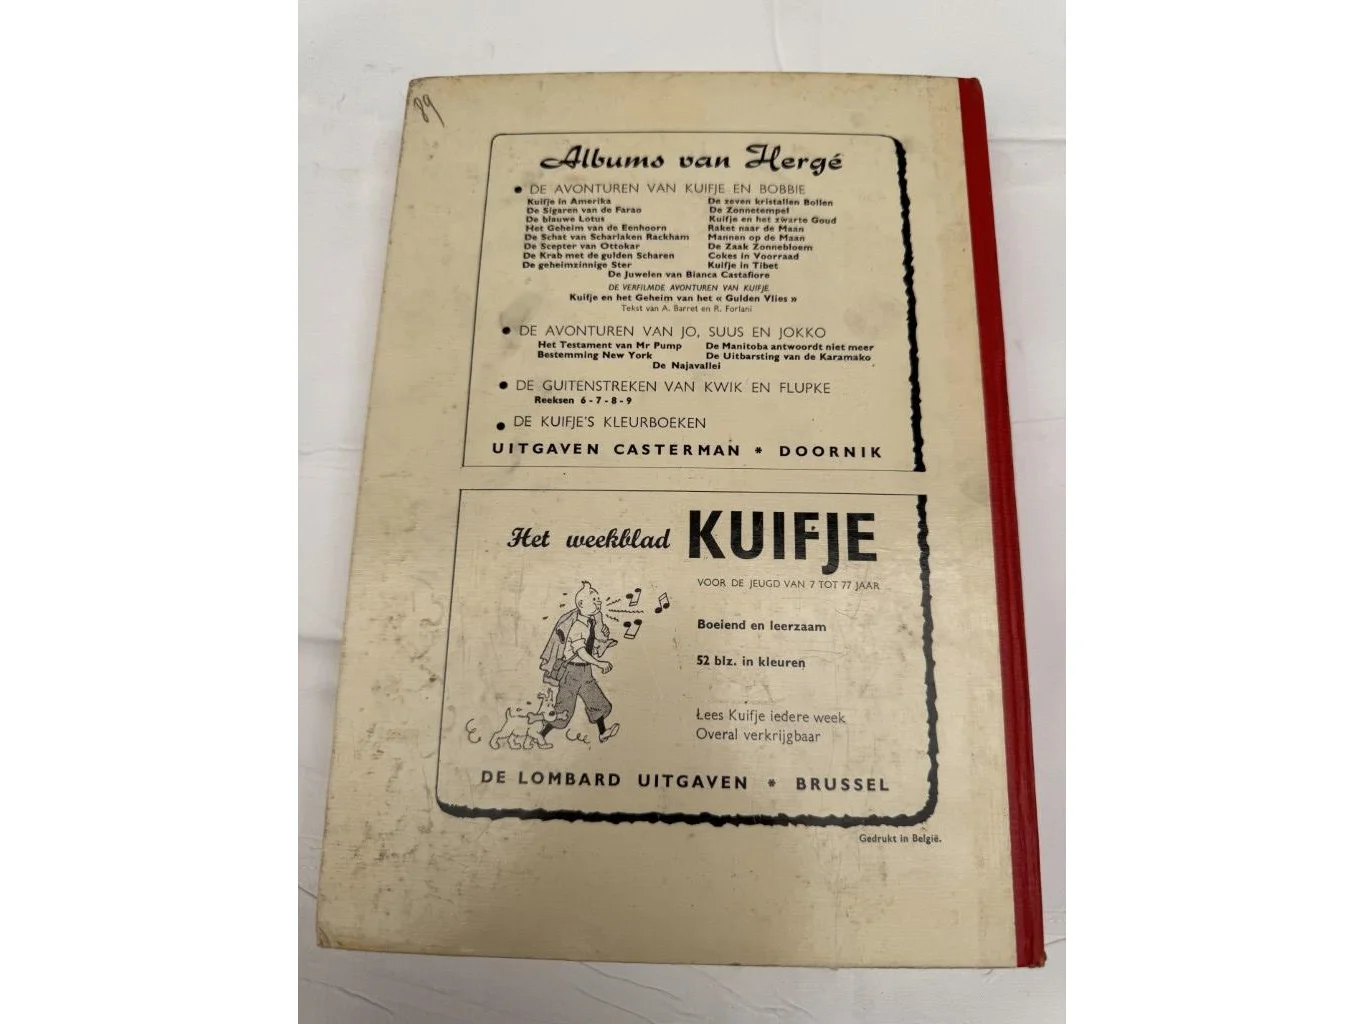 89
Albums van Hergé
• DE AVONTUREN VAN KUIFJE EN BOBBIE
Kuifje in Amerika
De Sigaren van de Farao
De blauwe Lotus
Het Geheim van de Eenhoorn
De Schat van Scharlaken Rackham
De Scepter van Ottokar
De Krab met de gulden Scharen
De geheimzinnige Ster
De zeven kristallen Bollen
De Zonnetempel
Kuifje en het zwarte Goud
Raket naar de Maan
Mannen op de Maan
De Zaak Zonnebloem
Cokes in Voorraad
Kuifje in Tibet
De Juwelen van Bianca Castafiore
DE VERFILMDE AVONTUREN VAN KUIFJE
Kuifje en het Geheim van het « Gulden Vlies »
Tekst van A. Barret en R. Forlani
• DE AVONTUREN VAN JO, SUUS EN JOKKO
Het Testament van Mr Pump
Bestemming New York
De Manitoba antwoordt niet meer
De Uitbarsting van de Karamako
De Najavallei
• DE GUITENSTREKEN VAN KWIK EN FLUPKE
Reeksen 6 - 7 - 8 - 9
• DE KUIFJE'S KLEURBOEKEN
UITGAVEN CASTERMAN * DOORNIK
Het weekblad KUIFJE
VOOR DE JEUGD VAN 7 TOT 77 JAAR
Boeiend en leerzaam
52 blz. in kleuren
Lees Kuifje iedere week
Overal verkrijgbaar
DE LOMBARD UITGAVEN * BRUSSEL
Gedrukt in België.